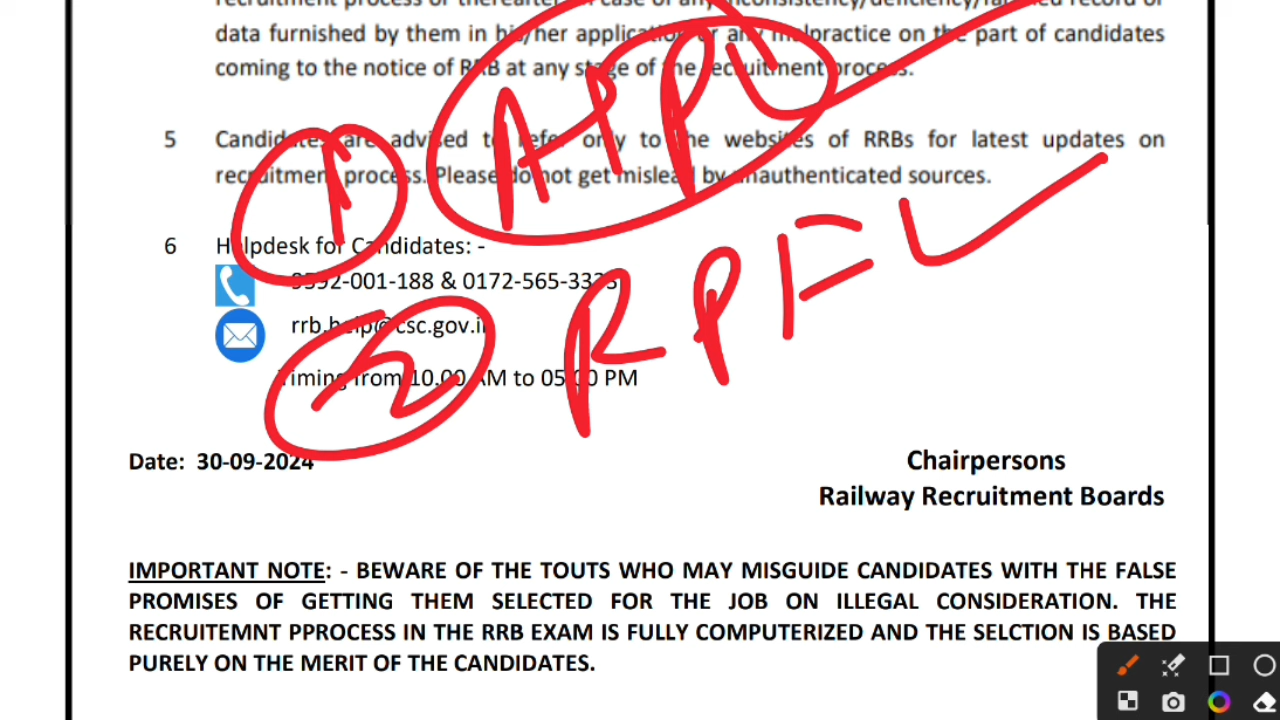 data furnished by them in his/her application or any malpractice on the part of candidates
coming to the notice of RRB at any stage of the recruitment process.
5 Candidates are advised to refer only to the websites of RRBs for latest updates on
recruitment process. Please do not get mislead by unauthenticated sources.
6 Helpdesk for Candidates: -
-001-188 & 0172-565-
rrb.help@csc.gov.in
Timing from 10.00 AM to 05:00 PM
1
2 RPF
Date: 30-09-2024
Chairpersons
Railway Recruitment Boards
IMPORTANT NOTE: - BEWARE OF THE TOUTS WHO MAY MISGUIDE CANDIDATES WITH THE FALSE
PROMISES OF GETTING THEM SELECTED FOR THE JOB ON ILLEGAL CONSIDERATION. THE
RECRUITEMNT PPROCESS IN THE RRB EXAM IS FULLY COMPUTERIZED AND THE SELCTION IS BASED
PURELY ON THE MERIT OF THE CANDIDATES.